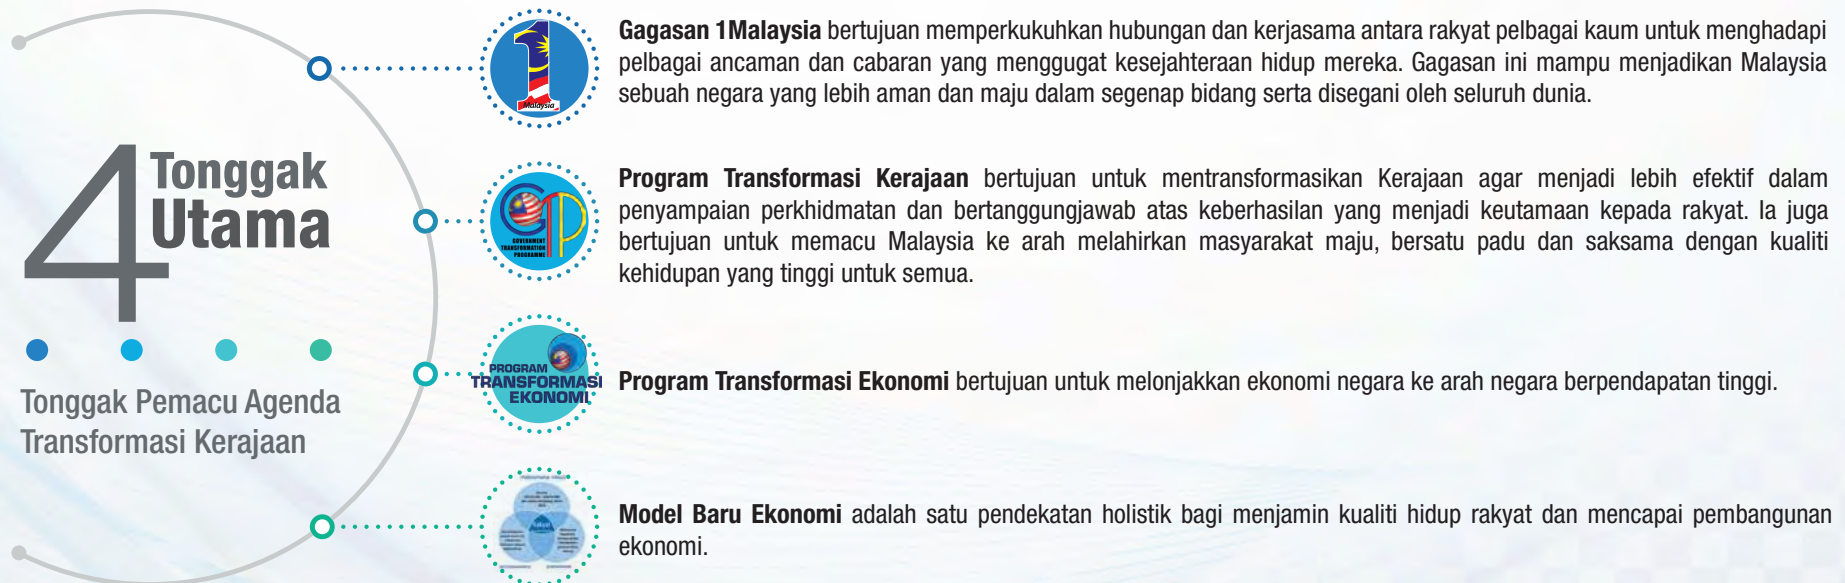 4 Tonggak
Utama
Tonggak Pemacu Agenda
Transformasi Kerajaan
Malaysia
Gagasan 1Malaysia bertujuan memperkukuhkan hubungan dan kerjasama antara rakyat pelbagai kaum untuk menghadapi
pelbagai ancaman dan cabaran yang menggugat kesejahteraan hidup mereka. Gagasan ini mampu menjadikan Malaysia
sebuah negara yang lebih aman dan maju dalam segenap bidang serta disegani oleh seluruh dunia.
GTP
GOVERNMENT
TRANSFORMATION
PROGRAMME
Program Transformasi Kerajaan bertujuan untuk mentransformasikan Kerajaan agar menjadi lebih efektif dalam
penyampaian perkhidmatan dan bertanggungjawab atas keberhasilan yang menjadi keutamaan kepada rakyat. Ia juga
bertujuan untuk memacu Malaysia ke arah melahirkan masyarakat maju, bersatu padu dan saksama dengan kualiti
kehidupan yang tinggi untuk semua.
PROGRAM
TRANSFORMASI
EKONOMI
Program Transformasi Ekonomi bertujuan untuk melonjakkan ekonomi negara ke arah negara berpendapatan tinggi.
Model Baru Ekonomi adalah satu pendekatan holistik bagi menjamin kualiti hidup rakyat dan mencapai pembangunan
ekonomi.